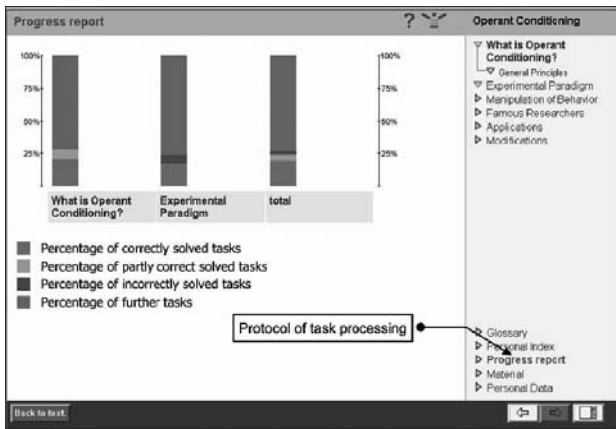 Progress report
?
Operant Conditioning
What is Operant
Conditioning?
General Principles
Experimental Paradigm
Manipulation of Behavior
Famous Researchers
Applications
Modifications
100%
75%
50%
25%
100%
75%
50%
25%
What is Operant
Conditioning?
Experimental
Paradigm
total
Percentage of correctly solved tasks
Percentage of partly correct solved tasks
Percentage of incorrectly solved tasks
Percentage of further tasks
Protocol of task processing
Glossary
Personal Index
Progress report
Material
Personal Data
Back to text.